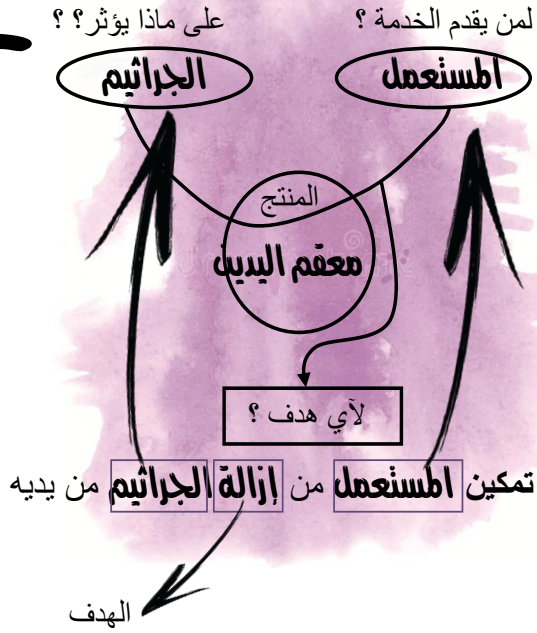 لمن يقدم الخدمة ؟
على ماذا يؤثر؟ ؟
المستعمل
الجراثيم
المنتج
معقم اليدين
لآي هدف ؟
تمكين المستعمل من إزالة الجراثيم من يديه
الهدف